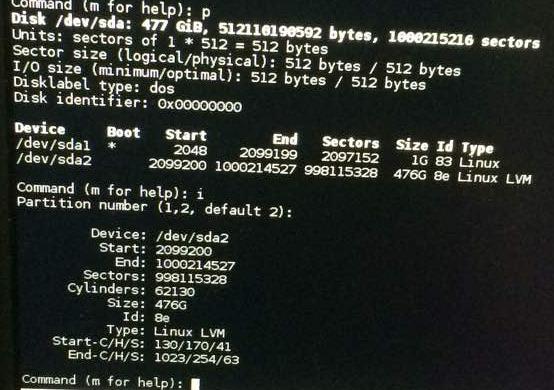 Command (m for help): p
Disk /dev/sda: 477 GiB, 512110190592 bytes, 1000215216 sectors
Units: sectors of 1 * 512 = 512 bytes
Sector size (logical/physical): 512 bytes / 512 bytes
I/O size (minimum/optimal): 512 bytes / 512 bytes
Disklabel type: dos
Disk identifier: 0x00000000
Device Boot Start End Sectors Size Id Type
/dev/sda1 * 2048 2099199 2097152 1G 83 Linux
/dev/sda2 2099200 1000214527 998115328 476G 8e Linux LVM
Command (m for help): i
Partition number (1,2, default 2):
Device: /dev/sda2
Start: 2099200
End: 1000214527
Sectors: 998115328
Cylinders: 62130
Size: 476G
Id: 8e
Type: Linux LVM
Start-C/H/S: 130/170/41
End-C/H/S: 1023/254/63
Command (m for help):